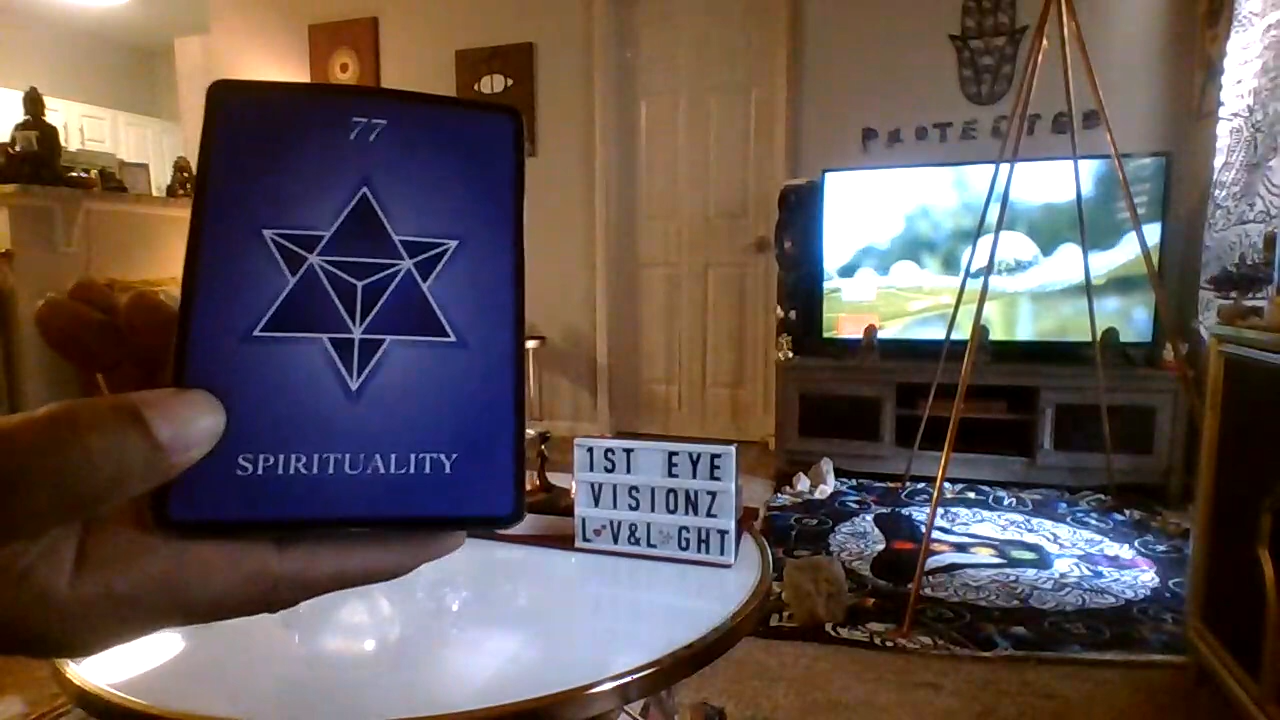 77
SPIRITUALITY
PROTECTED
1ST EYE
VISIONZ
L♥V&L☀GHT